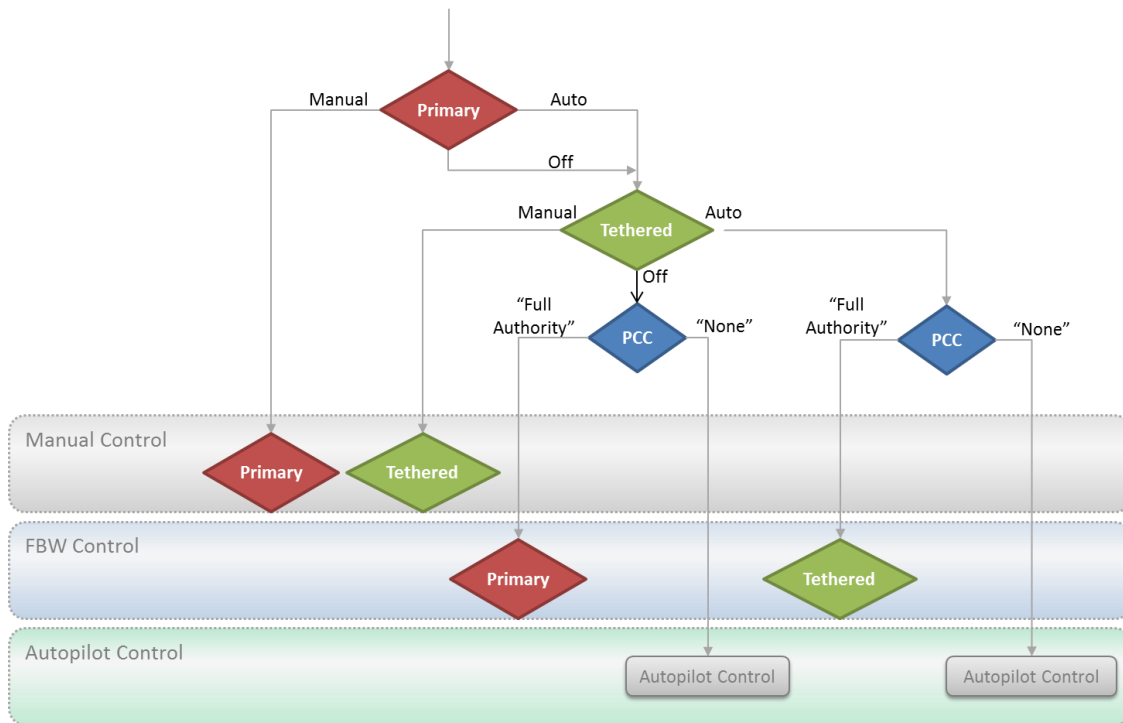 Manual
Primary
Auto
Off
Manual
Tethered
Auto
Off
“Full
Authority”
PCC
“None”
“Full
Authority”
PCC
“None”
Manual Control
Primary
Tethered
FBW Control
Primary
Tethered
Autopilot Control
Autopilot Control
Autopilot Control